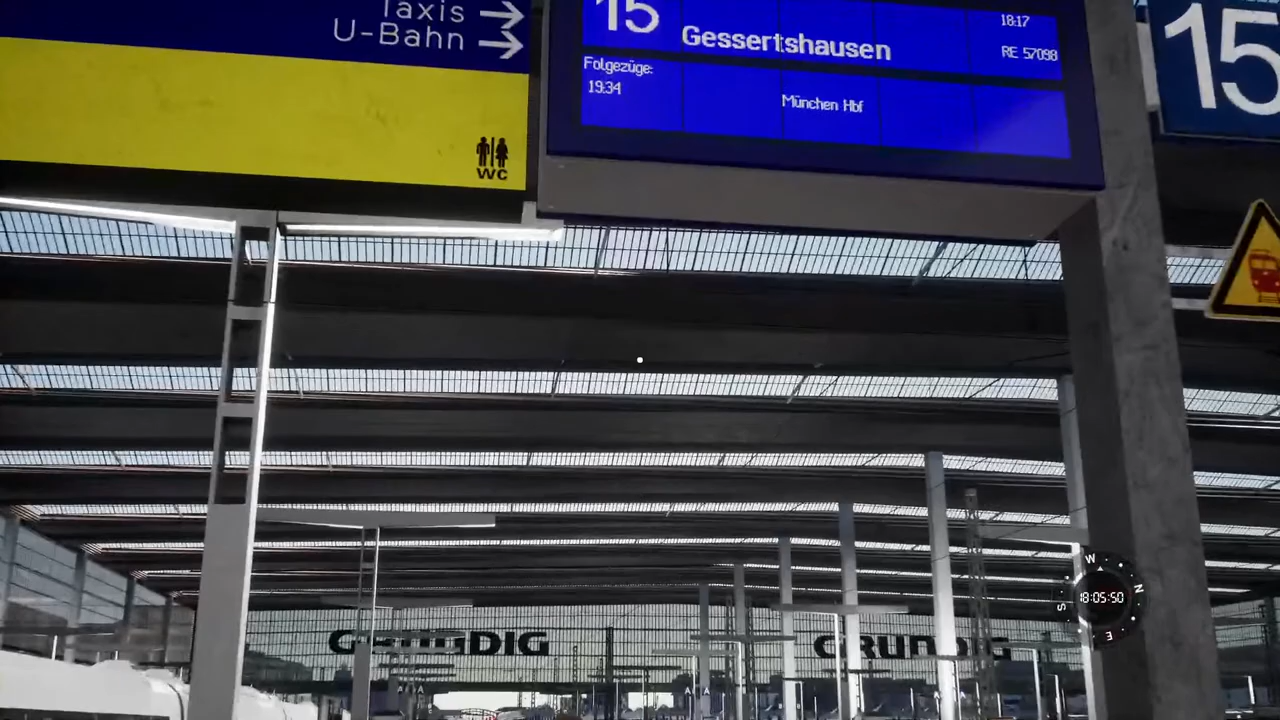 Taxis
U-Bahn
WC
15
Gessertshausen
18:17
RE 57098
Folgezüge:
19:34
München Hbf
15
GRUNDIG
GRUNDIG
W
N
S
E
18:05:50